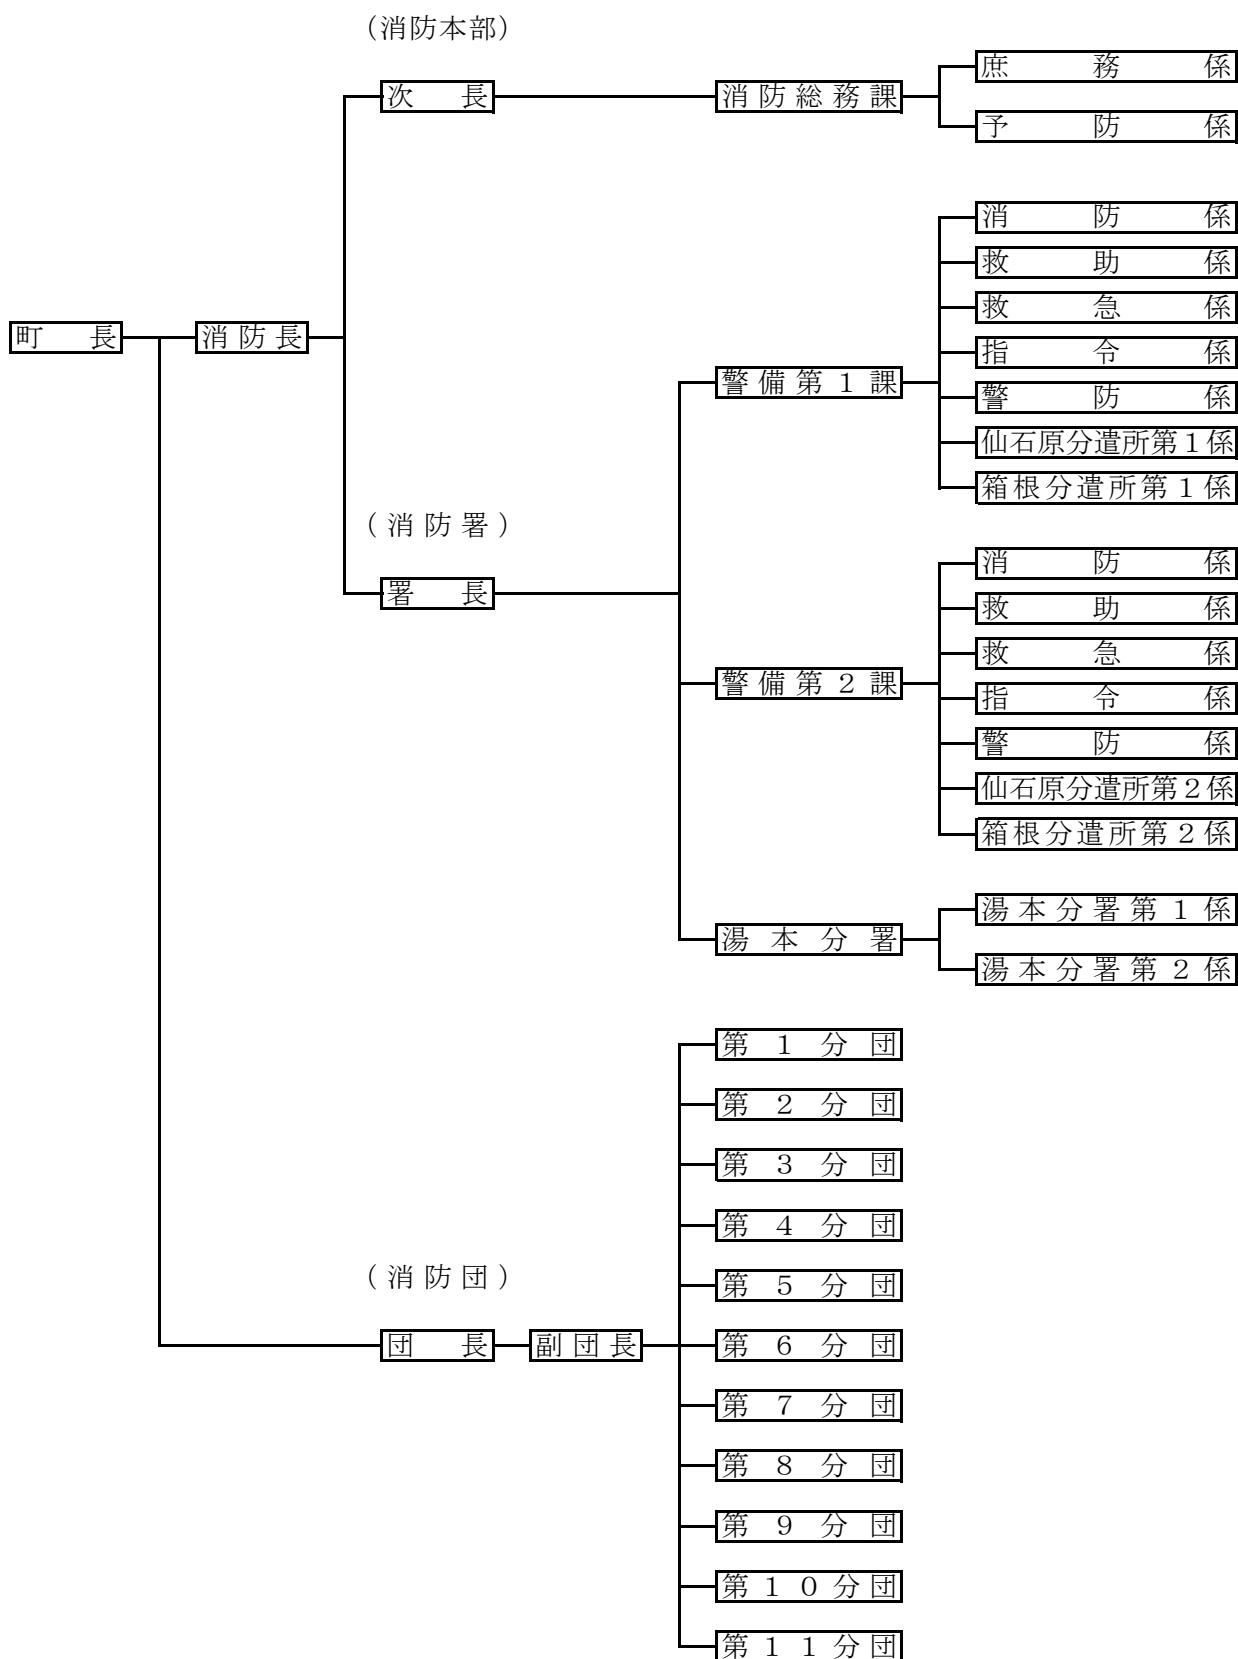 （消防本部）
庶務係
次長
消防総務課
予防係
消防係
救助係
救急係
町長
消防長
指令係
警備第１課
警防係
仙石原分遣所第１係
箱根分遣所第１係
（消防署）
消防係
署長
救助係
救急係
警備第２課
指令係
警防係
仙石原分遣所第２係
箱根分遣所第２係
湯本分署第１係
湯本分署
湯本分署第２係
第１分団
第２分団
第３分団
第４分団
（消防団）
第５分団
団長
副団長
第６分団
第７分団
第８分団
第９分団
第１０分団
第１１分団